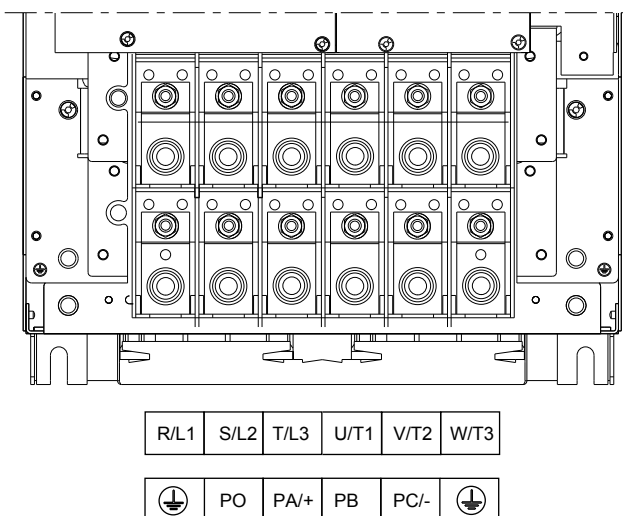 R/L1 S/L2 T/L3 U/T1 V/T2 W/T3
PO PA/+ PB PC/-